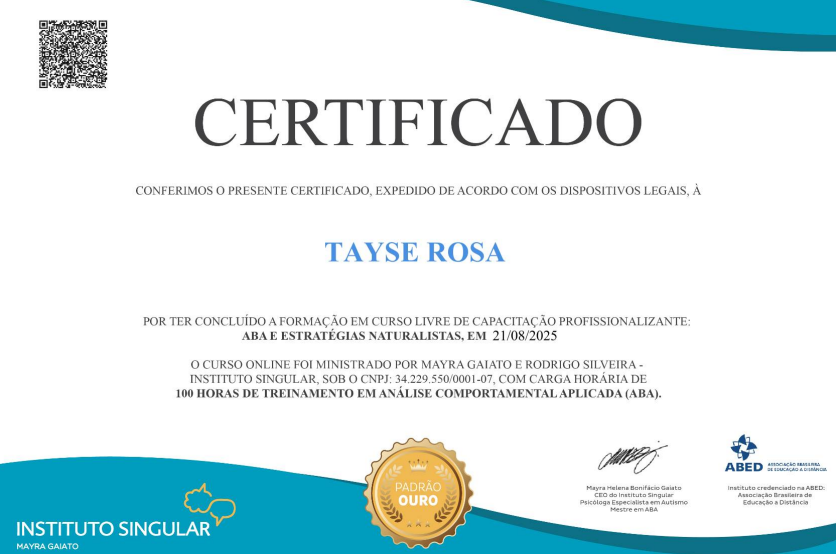 CERTIFICADO
CONFERIMOS O PRESENTE CERTIFICADO, EXPEDIDO DE ACORDO COM OS DISPOSITIVOS LEGAIS, À
TAYSE ROSA
POR TER CONCLUÍDO A FORMAÇÃO EM CURSO LIVRE DE CAPACITAÇÃO PROFISSIONALIZANTE:
ABA E ESTRATÉGIAS NATURALISTAS, EM 21/08/2025
O CURSO ONLINE FOI MINISTRADO POR MAYRA GAIATO E RODRIGO SILVEIRA -
INSTITUTO SINGULAR, SOB O CNPJ: 34.229.550/0001-07, COM CARGA HORÁRIA DE
100 HORAS DE TREINAMENTO EM ANÁLISE COMPORTAMENTAL APLICADA (ABA).
INSTITUTO SINGULAR
MAYRA GAIATO
PADRÃO
OURO
Mayra Helena Bonifácio Gaiato
CEO do Instituto Singular
Psicóloga Especialista em Autismo
Mestre em ABA
ABED ASSOCIAÇÃO BRASILEIRA
DE EDUCAÇÃO A DISTÂNCIA
Instituto credenciado na ABED:
Associação Brasileira de
Educação a Distância